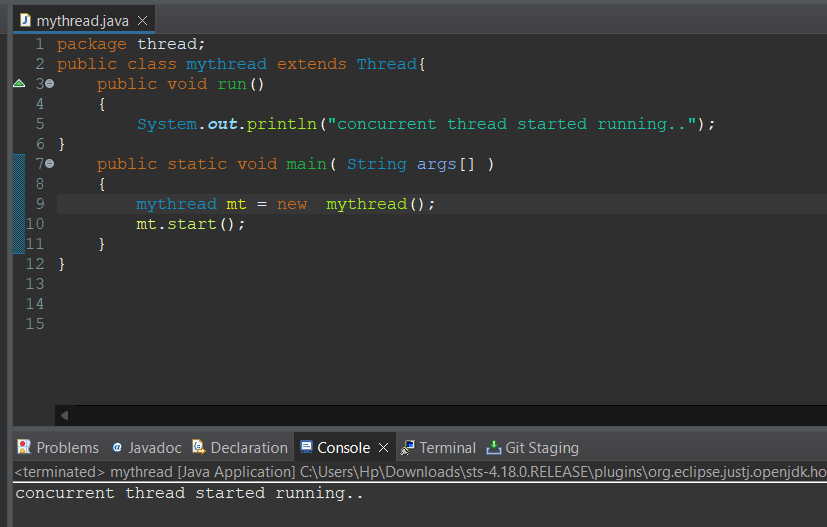 mythread.java
1 package thread;
2 public class mythread extends Thread{
3 public void run()
4 {
5 System.out.println("concurrent thread started running..");
6 }
7 public static void main( String args[] )
8 {
9 mythread mt = new  mythread();
10 mt.start();
11 }
12 }
13
14
15
Problems @ Javadoc Declaration Console Terminal Git Staging
<terminated> mythread [Java Application] C:\Users\Hp\Downloads\sts-4.18.0.RELEASE\plugins\org.eclipse.justj.openjdk.ho
concurrent thread started running..